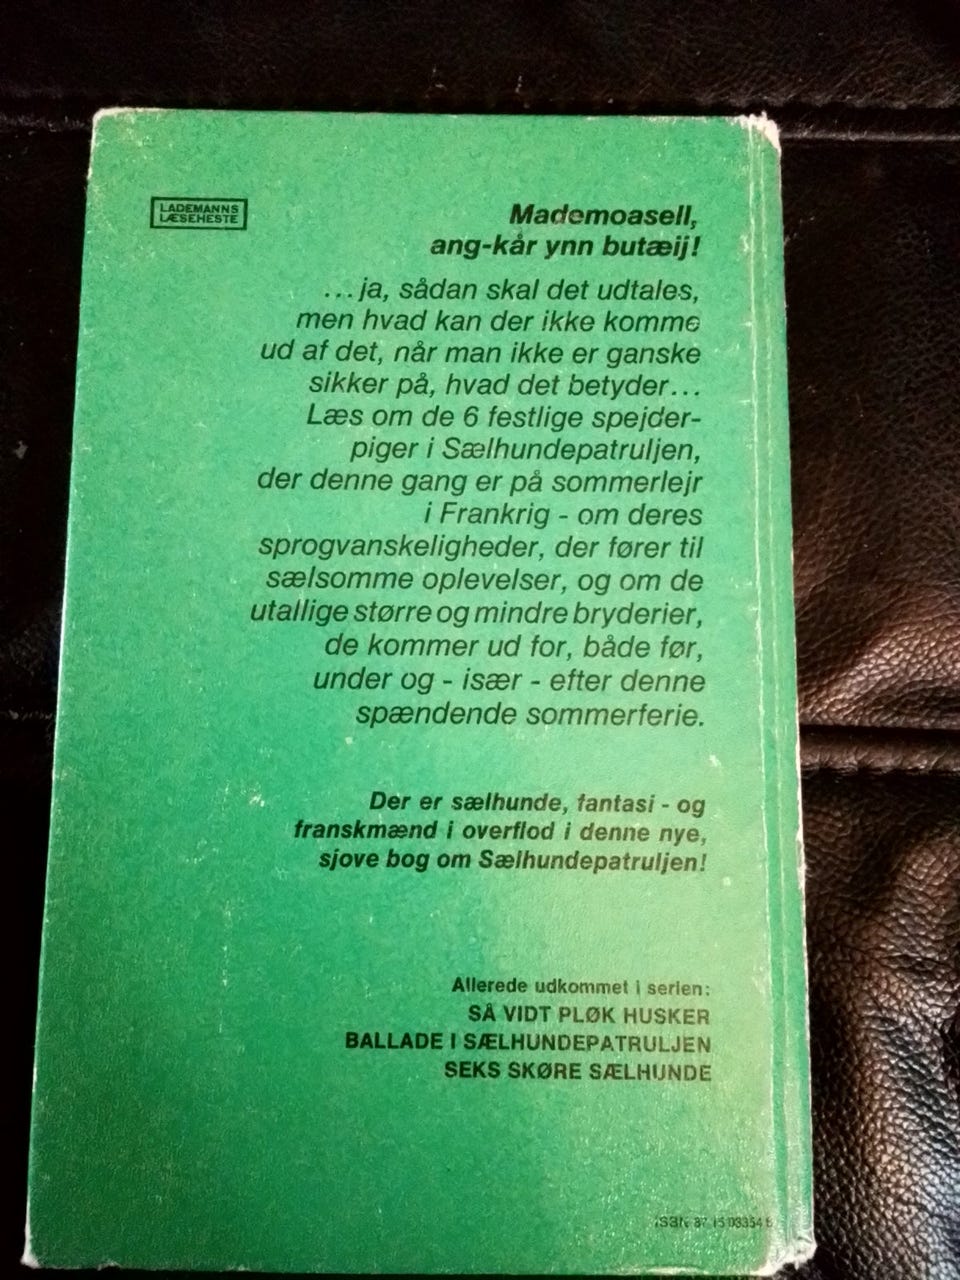 LADEMANNS
LÆSEHESTE
Mademoasell,
ang-kår ynn butæij!
...ja, sådan skal det udtales,
men hvad kan der ikke komme
ud af det, når man ikke er ganske
sikker på, hvad det betyder...
Læs om de 6 festlige spejder-
piger i Sælhundepatruljen,
der denne gang er på sommerlejr
i Frankrig - om deres
sprogvanskeligheder, der fører til
sælsomme oplevelser, og om de
utallige større og mindre bryderier,
de kommer ud for, både før,
under og - især - efter denne
spændende sommerferie.
Der er sælhunde, fantasi - og
franskmænd i overflod i denne nye,
sjove bog om Sælhundepatruljen!
Allerede udkommet i serien:
SÅ VIDT PLØK HUSKER
BALLADE I SÆLHUNDEPATRULJEN
SEKS SKØRE SÆLHUNDE
ISBN 87 15